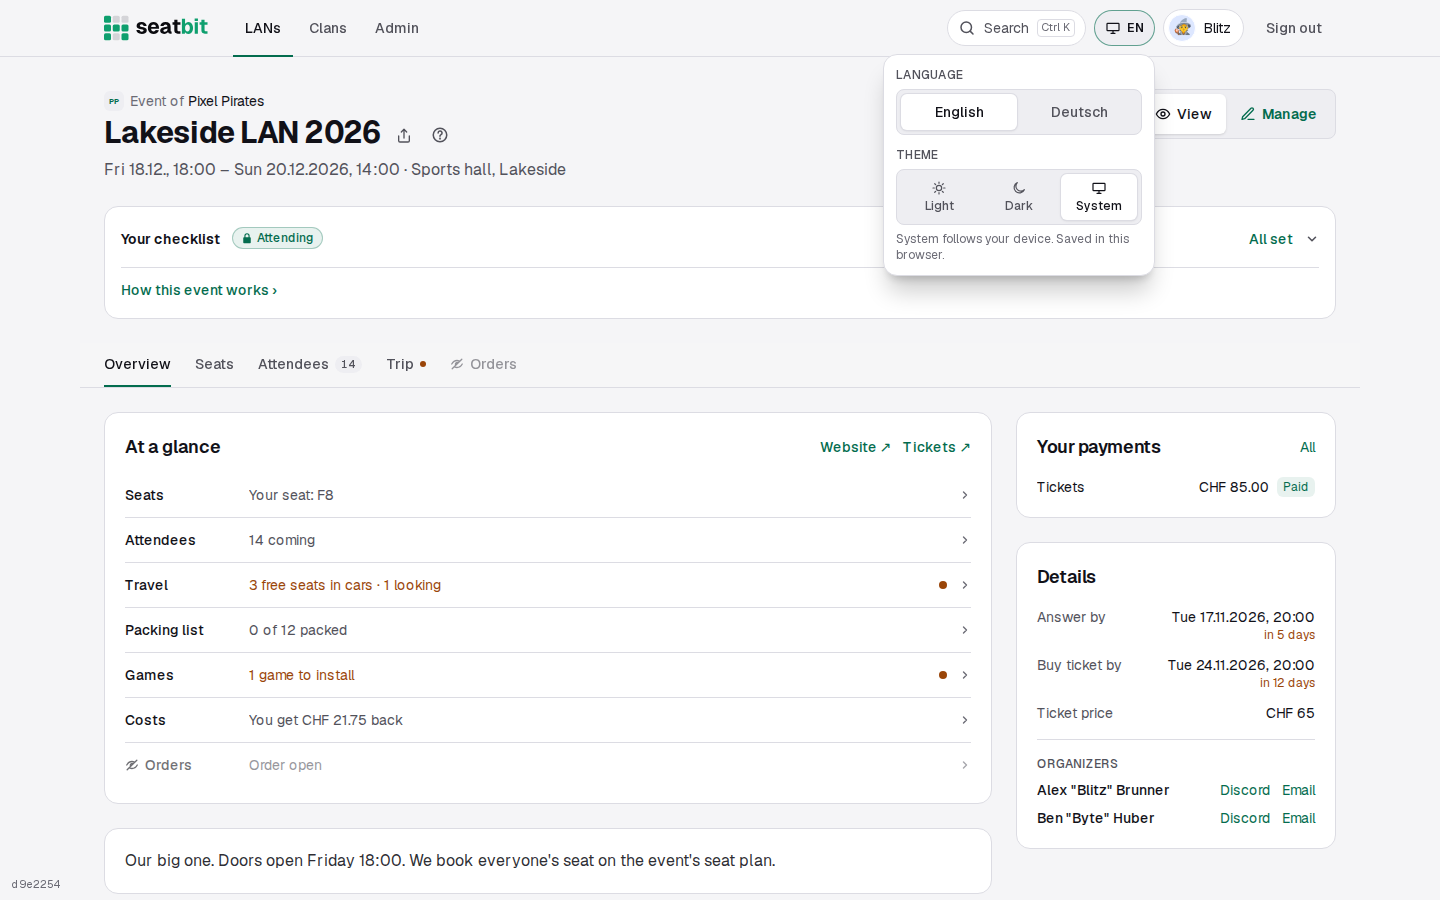 seatbit
LANs
Clans
Admin
Search Ctrl K
EN
Blitz
Sign out
LANGUAGE
English
Deutsch
THEME
Light
Dark
System
System follows your device. Saved in this
browser.
PP Event of Pixel Pirates
Lakeside LAN 2026
Fri 18.12., 18:00 – Sun 20.12.2026, 14:00 · Sports hall, Lakeside
View
Manage
Your checklist
Attending
All set
How this event works ›
Overview
Seats
Attendees 14
Trip
Orders
At a glance
Website ↗
Tickets ↗
Seats Your seat: F8
Attendees 14 coming
Travel 3 free seats in cars · 1 looking
Packing list 0 of 12 packed
Games 1 game to install
Costs You get CHF 21.75 back
Orders Order open
Our big one. Doors open Friday 18:00. We book everyone's seat on the event's seat plan.
Your payments
All
Tickets CHF 85.00 Paid
Details
Answer by Tue 17.11.2026, 20:00
in 5 days
Buy ticket by Tue 24.11.2026, 20:00
in 12 days
Ticket price CHF 65
ORGANIZERS
Alex "Blitz" Brunner Discord Email
Ben "Byte" Huber Discord Email
d9e2254